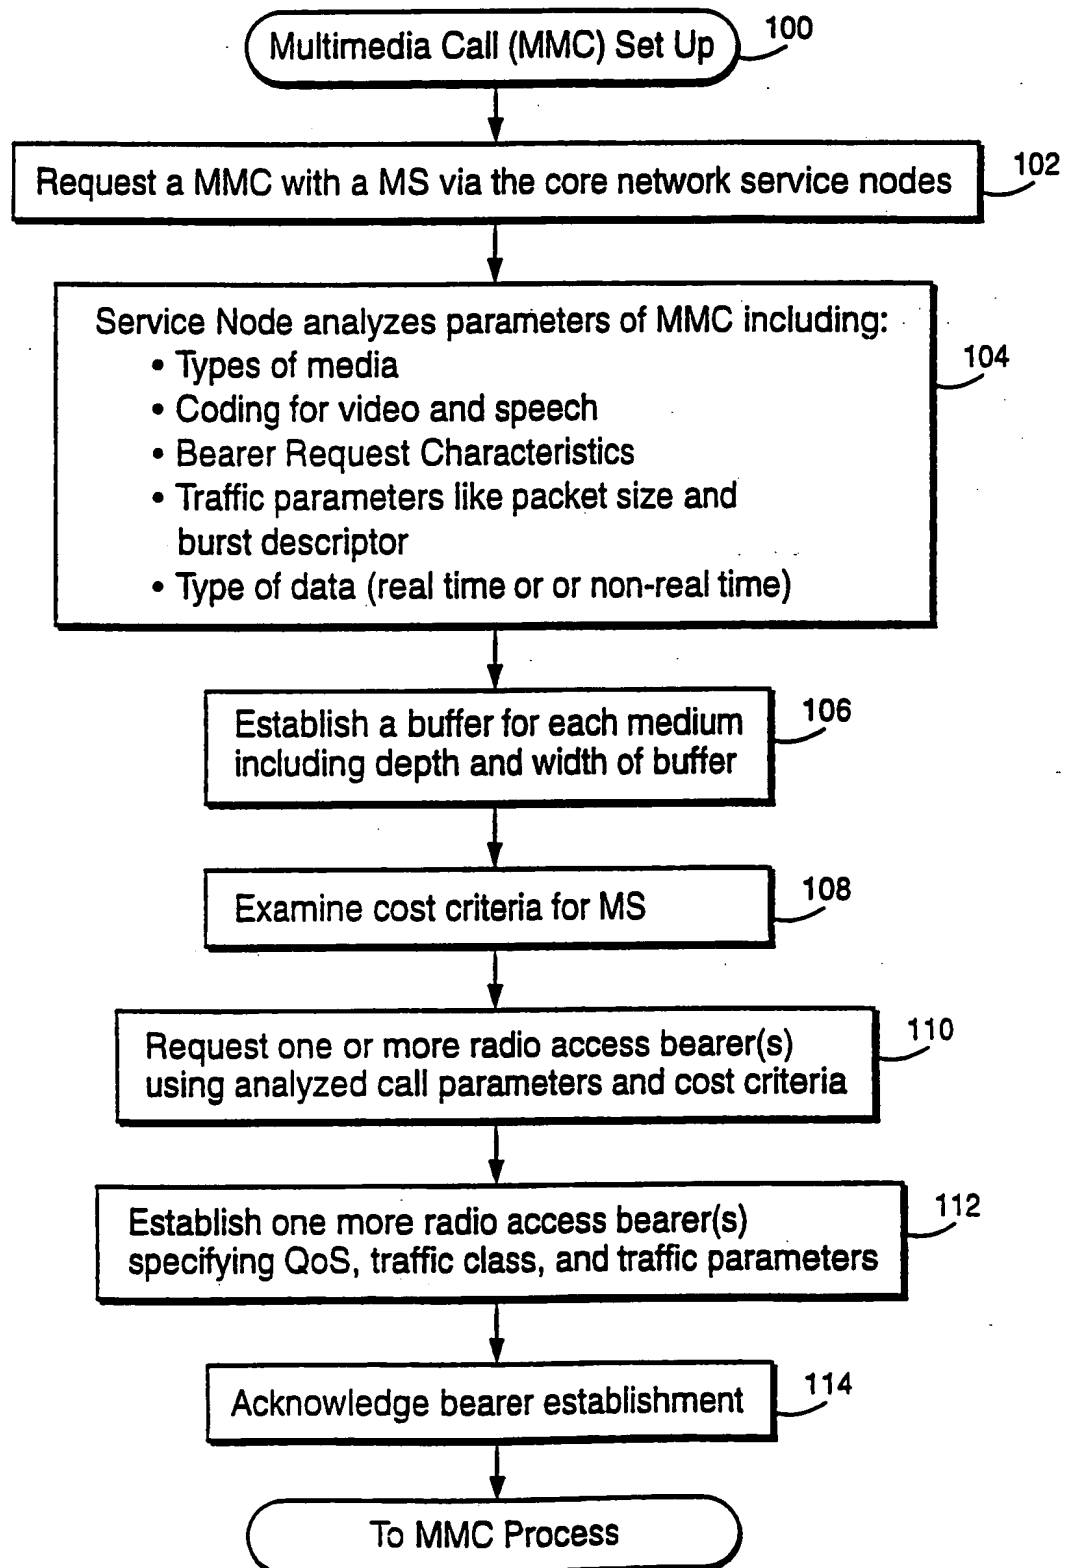 Multimedia Call (MMC) Set Up
100
Request a MMC with a MS via the core network service nodes
102
Service Node analyzes parameters of MMC including:
• Types of media
• Coding for video and speech
• Bearer Request Characteristics
• Traffic parameters like packet size and
burst descriptor
• Type of data (real time or or non-real time)
104
Establish a buffer for each medium
including depth and width of buffer
106
Examine cost criteria for MS
108
Request one or more radio access bearer(s)
using analyzed call parameters and cost criteria
110
Establish one more radio access bearer(s)
specifying QoS, traffic class, and traffic parameters
112
Acknowledge bearer establishment
114
To MMC Process